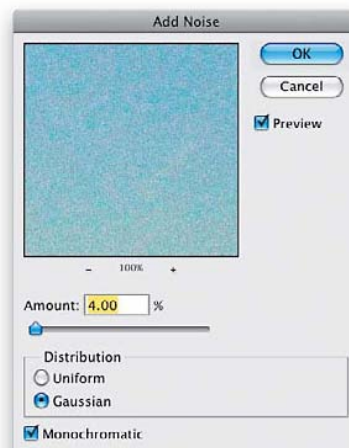 Add Noise
OK
Cancel
Preview
- 100% +
Amount: 4.00 %
Distribution
Uniform
Gaussian
Monochromatic